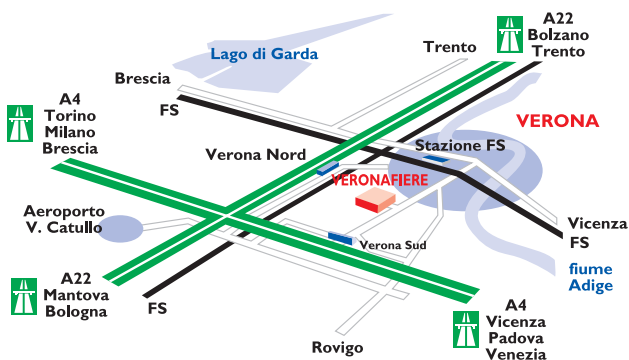 A22
Bolzano
Trento
Trento
Lago di Garda
Brescia
FS
A4
Torino
Milano
Brescia
VERONA
Stazione FS
Verona Nord
VERONAFIERE
Aeroporto
V. Catullo
Verona Sud
Vicenza
FS
fiume
Adige
A22
Mantova
Bologna
FS
A4
Vicenza
Padova
Venezia
Rovigo